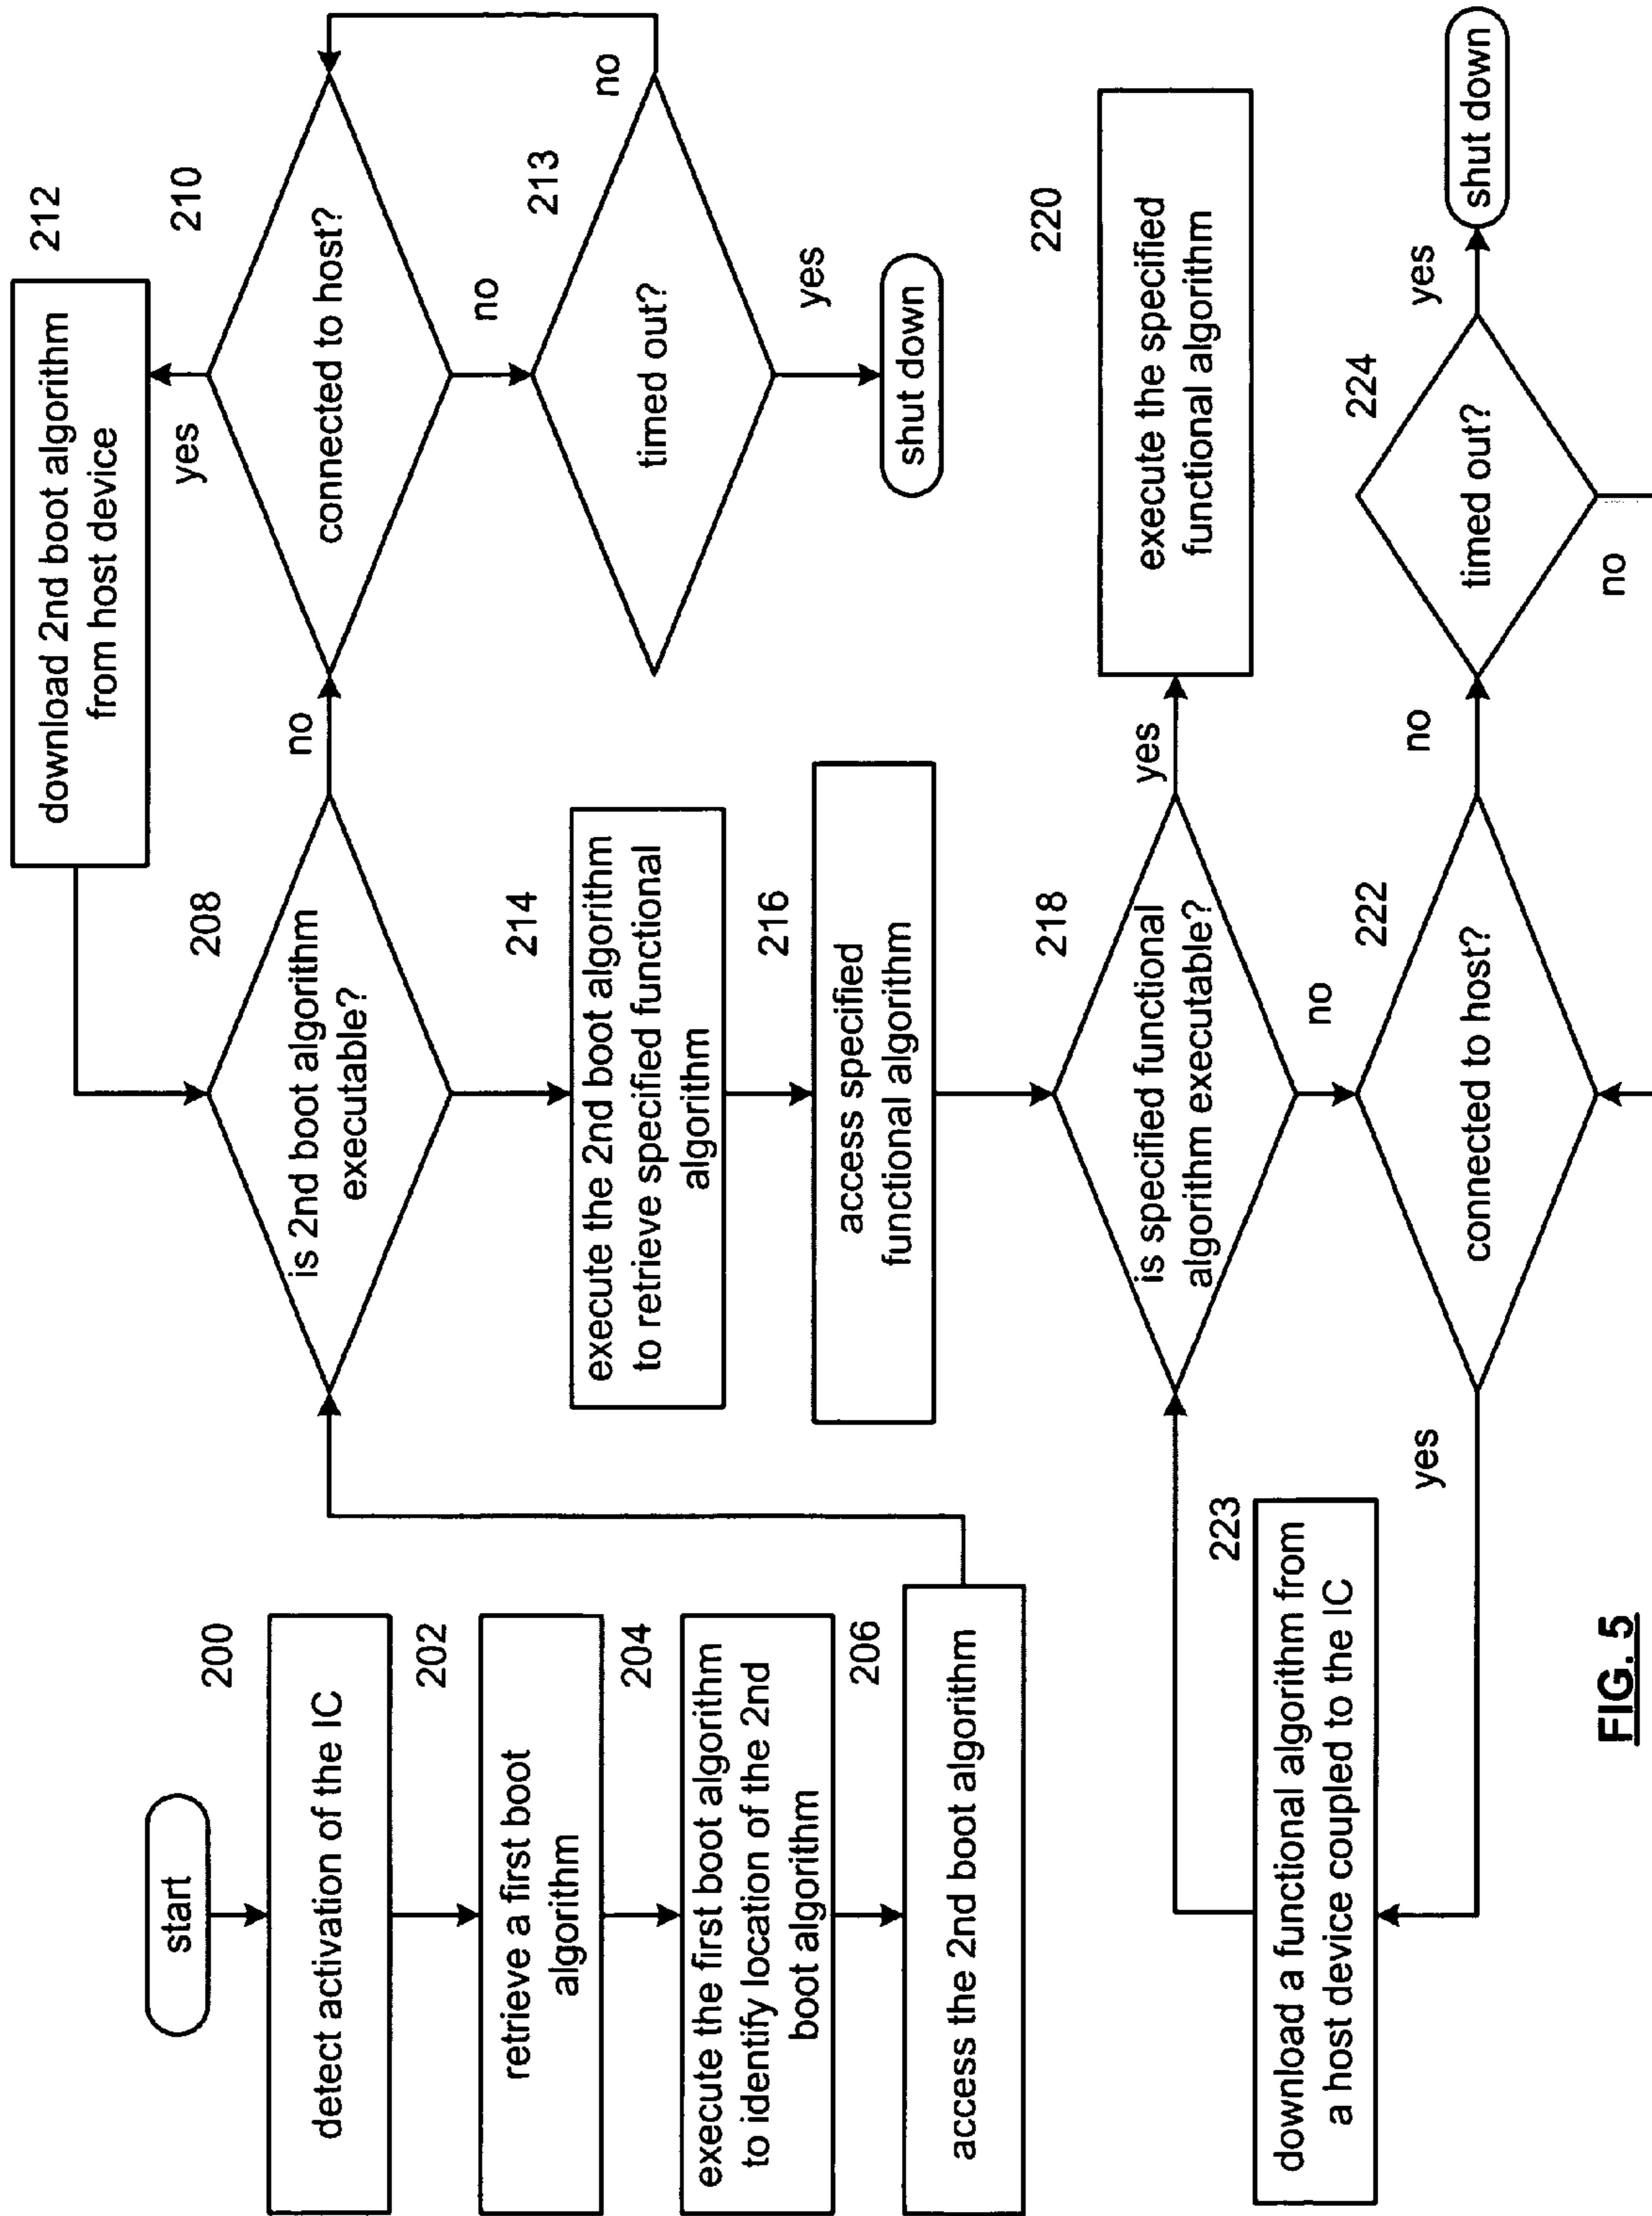 start
200
detect activation of the IC
202
retrieve a first boot
algorithm
204
execute the first boot algorithm
to identify location of the 2nd
boot algorithm
206
access the 2nd boot algorithm
208
is 2nd boot algorithm
executable?
no
210
connected to host?
yes
212
download 2nd boot algorithm
from host device
no
213
timed out?
no
yes
shut down
214
execute the 2nd boot algorithm
to retrieve specified functional
algorithm
216
access specified
functional algorithm
218
is specified functional
algorithm executable?
yes
220
execute the specified
functional algorithm
no
222
connected to host?
yes
223
download a functional algorithm from
a host device coupled to the IC
no
224
timed out?
yes
shut down
no
FIG. 5